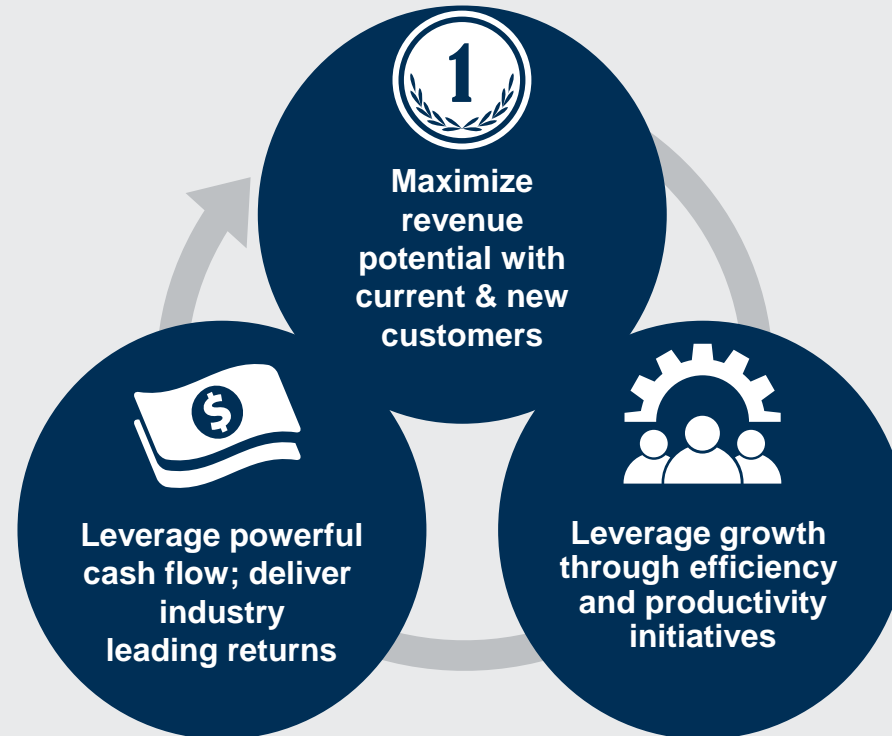 1
Maximize
revenue
potential with
current & new
customers
$
Leverage powerful
cash flow; deliver
industry
leading returns
Leverage growth
through efficiency
and productivity
initiatives